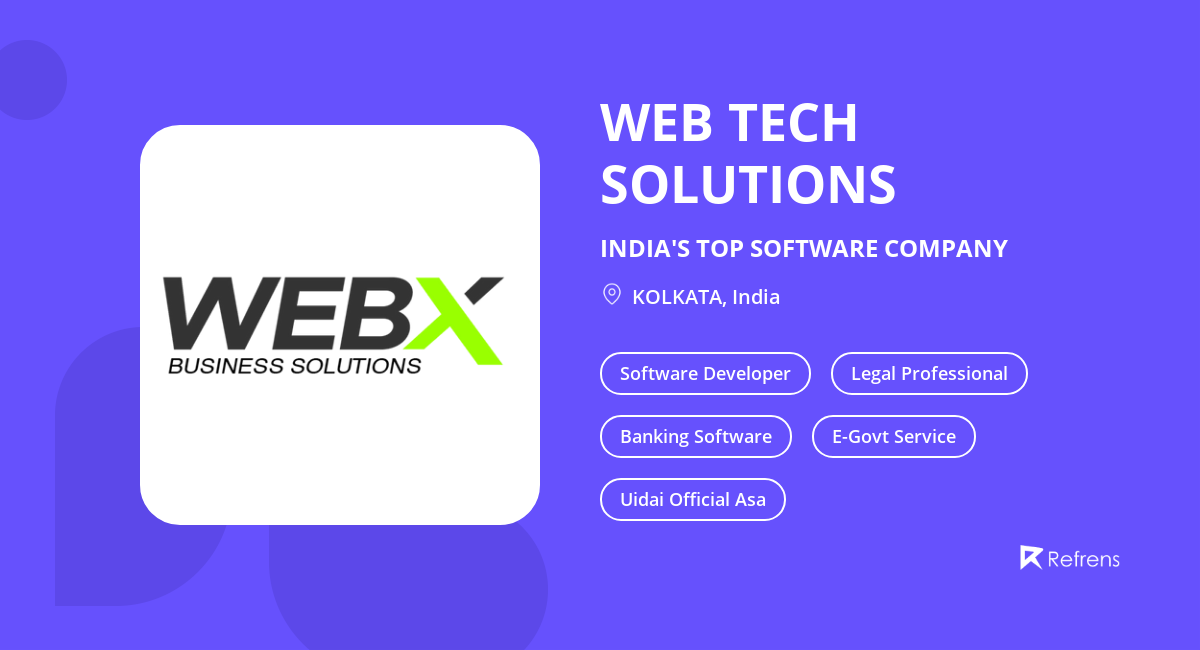 WEBX
BUSINESS SOLUTIONS
WEB TECH
SOLUTIONS
INDIA'S TOP SOFTWARE COMPANY
KOLKATA, India
Software Developer
Legal Professional
Banking Software
E-Govt Service
Uidai Official Asa
Refrens